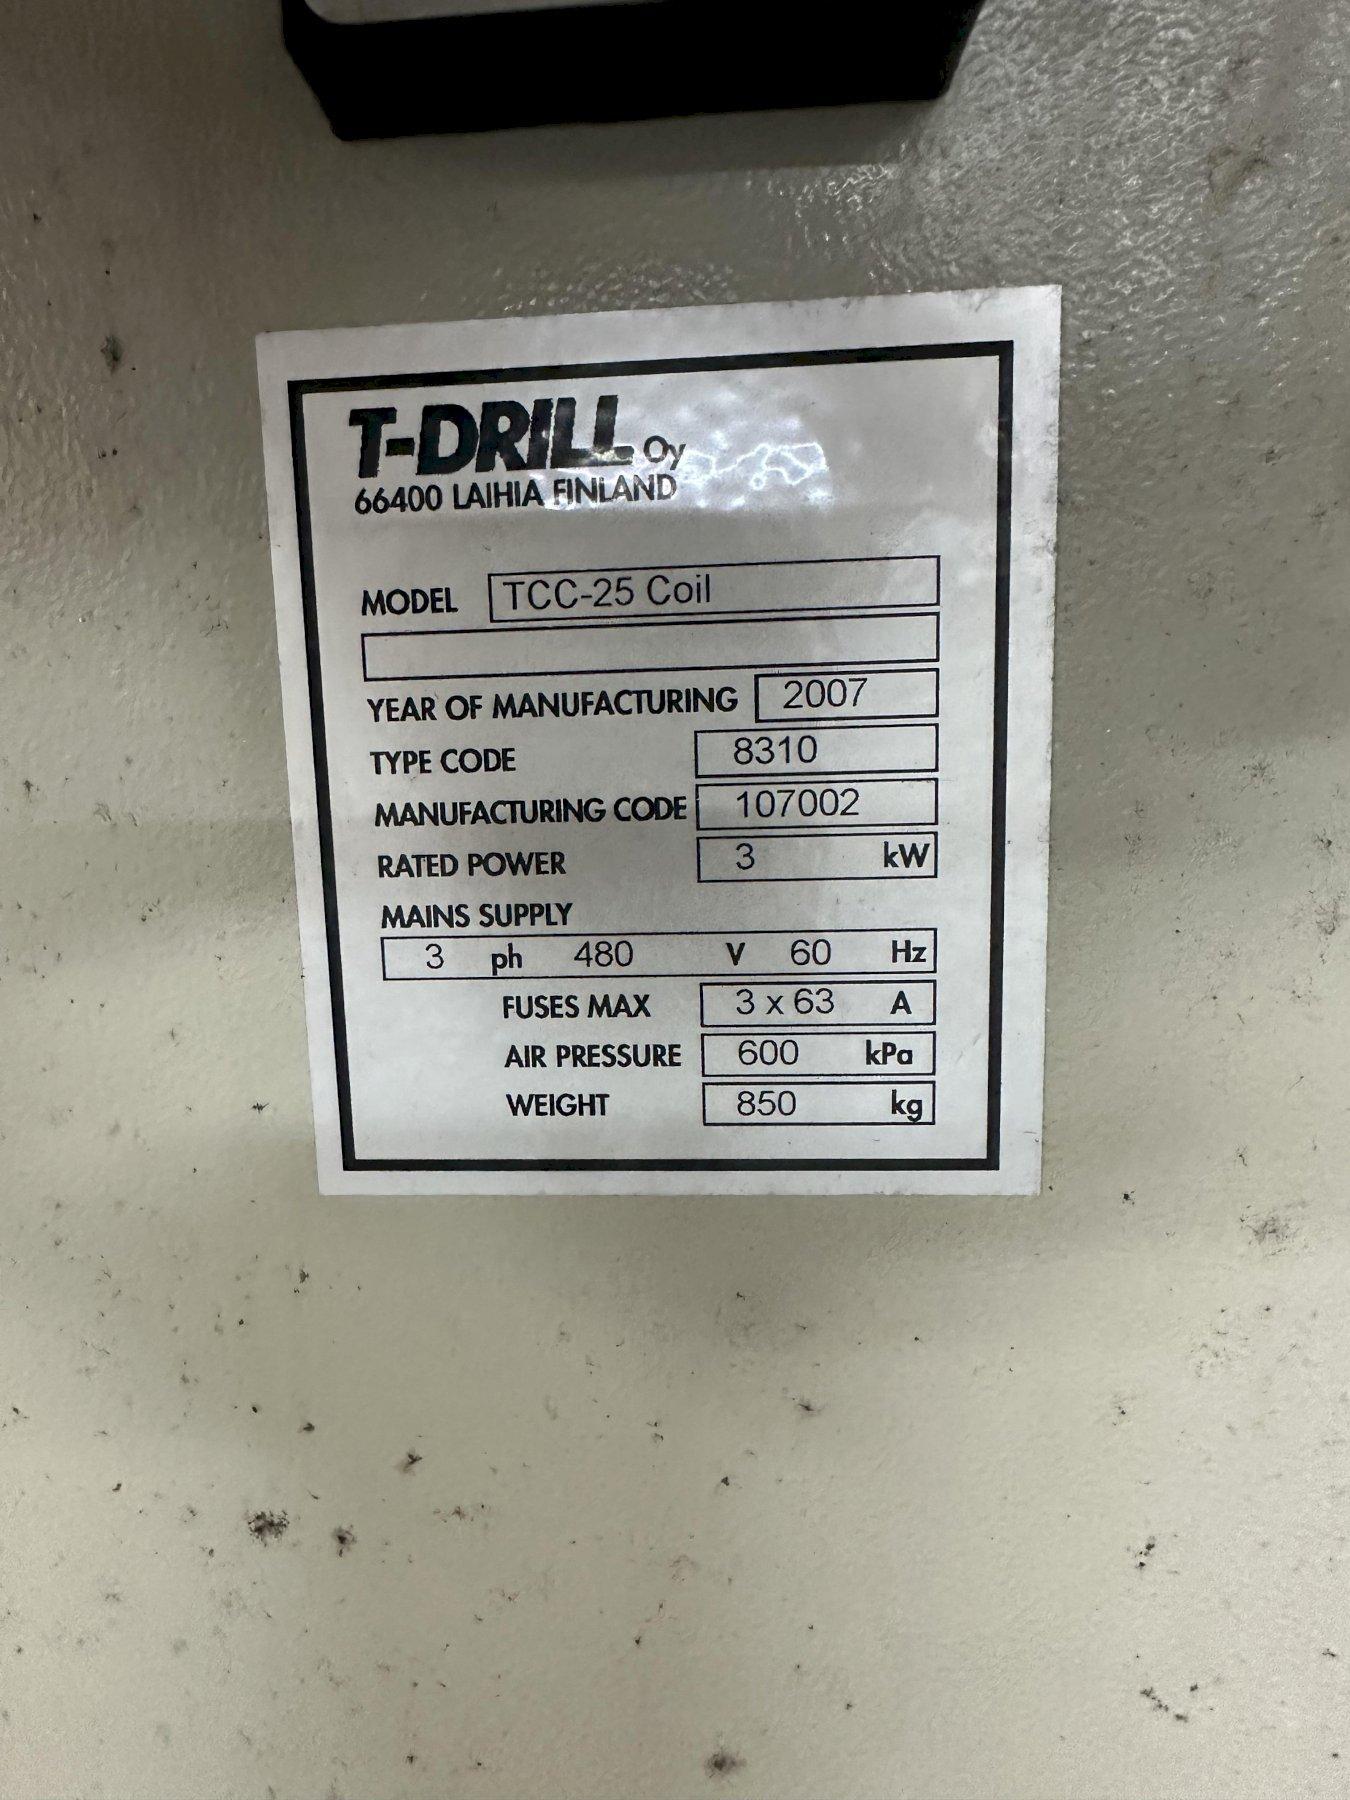 T-DRILL Oy
66400 LAIHIA FINLAND
MODEL TCC-25 Coil
YEAR OF MANUFACTURING 2007
TYPE CODE 8310
MANUFACTURING CODE 107002
RATED POWER 3 kW
MAINS SUPPLY
3 ph 480 V 60 Hz
FUSES MAX 3 x 63 A
AIR PRESSURE 600 kPa
WEIGHT 850 kg